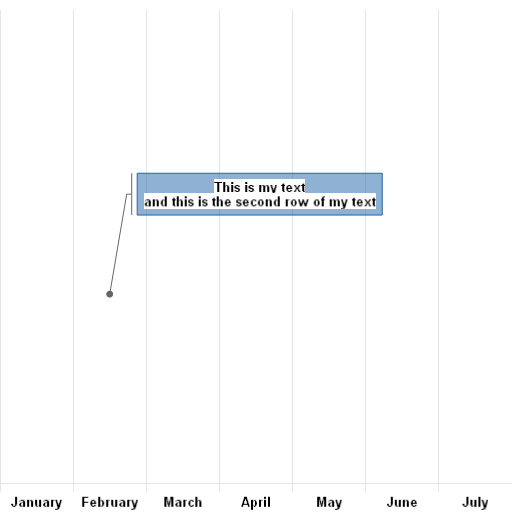 This is my text
and this is the second row of my text
January February March April May June July